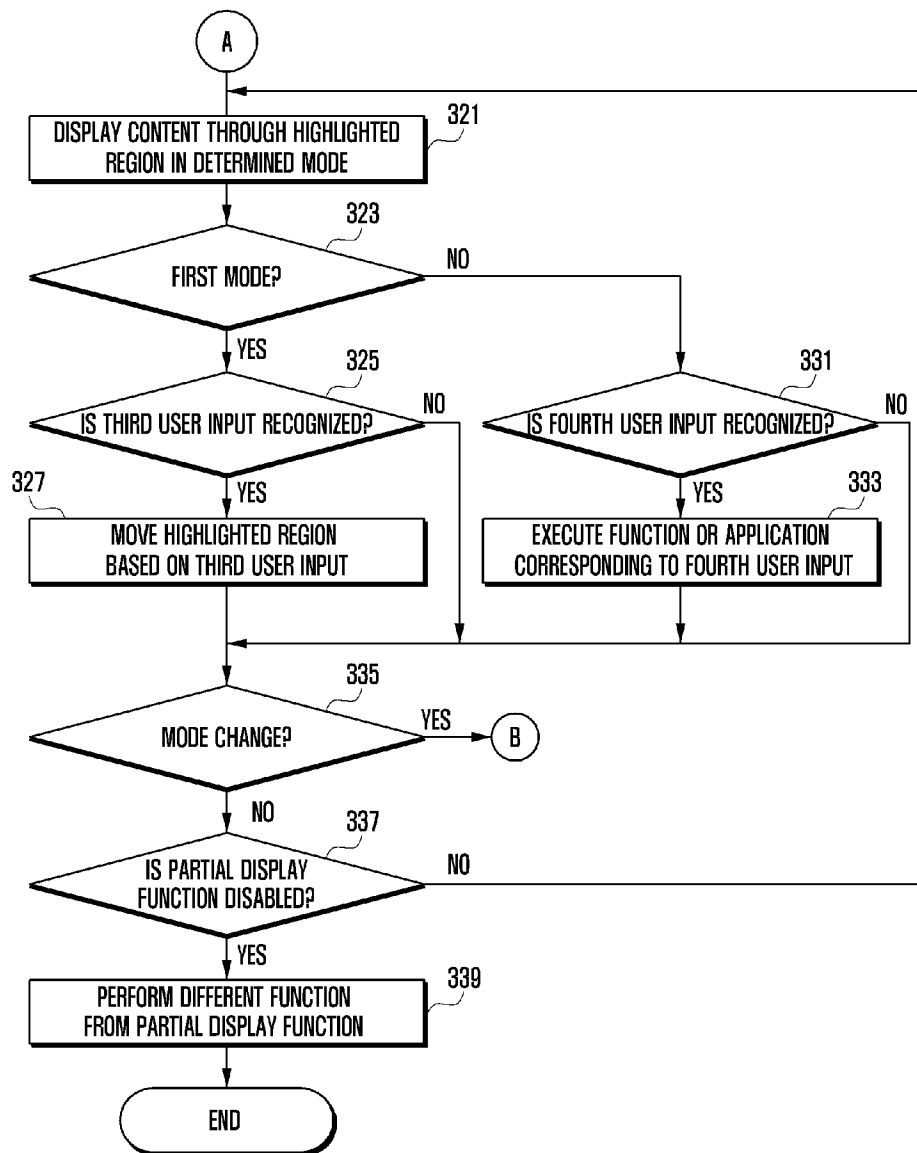 A
DISPLAY CONTENT THROUGH HIGHLIGHTED
REGION IN DETERMINED MODE
321
323
FIRST MODE?
NO
YES
325
IS THIRD USER INPUT RECOGNIZED?
NO
YES
331
IS FOURTH USER INPUT RECOGNIZED?
NO
YES
327
MOVE HIGHLIGHTED REGION
BASED ON THIRD USER INPUT
333
EXECUTE FUNCTION OR APPLICATION
CORRESPONDING TO FOURTH USER INPUT
335
MODE CHANGE?
YES
B
NO
337
IS PARTIAL DISPLAY
FUNCTION DISABLED?
NO
YES
339
PERFORM DIFFERENT FUNCTION
FROM PARTIAL DISPLAY FUNCTION
END